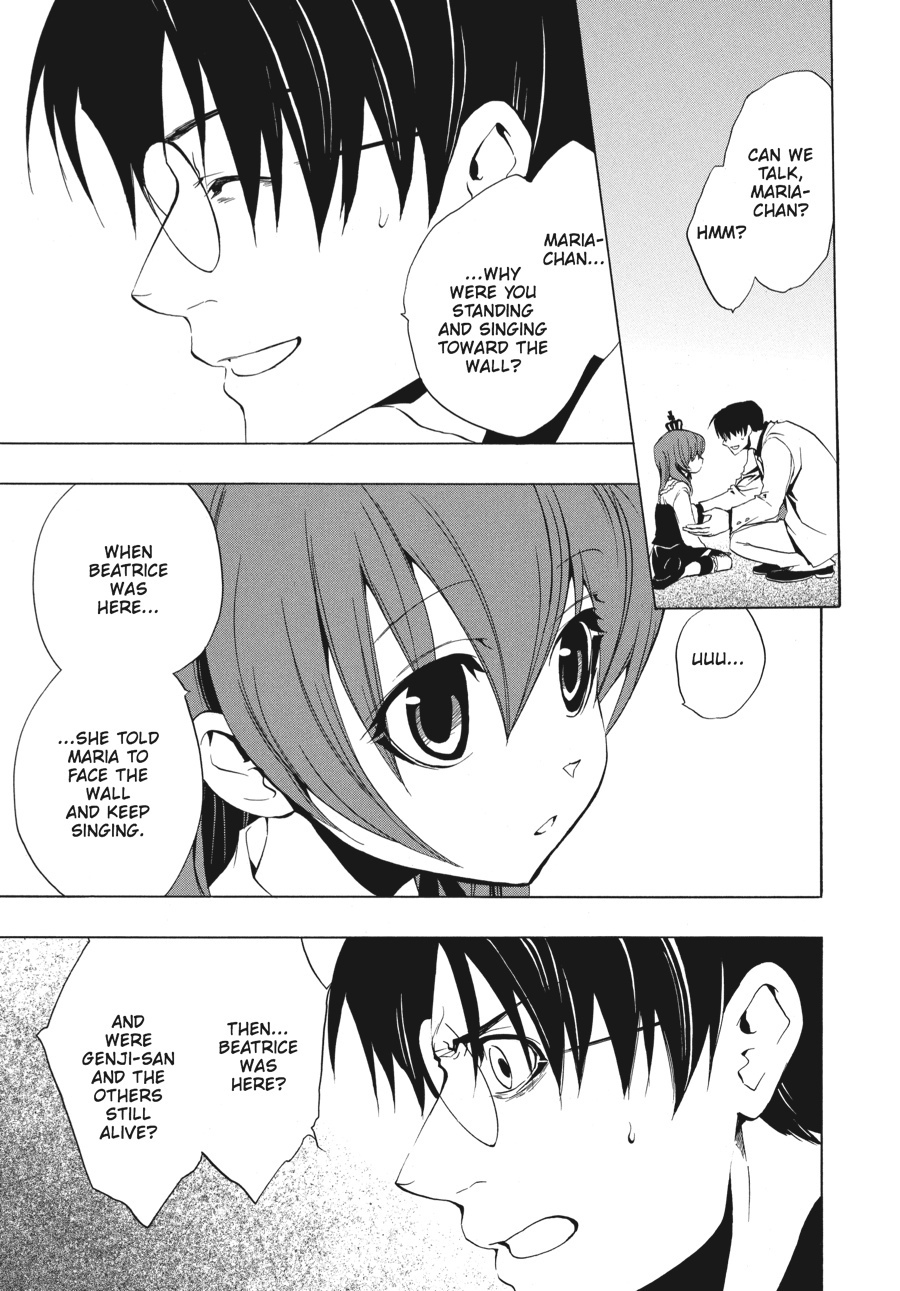 CAN WE
TALK,
MARIA-
CHAN?
HMM?
MARIA-
CHAN...
...WHY
WERE YOU
STANDING
AND SINGING
TOWARD THE
WALL?
UUU...
WHEN
BEATRICE
WAS
HERE...
...SHE TOLD
MARIA TO
FACE THE
WALL
AND KEEP
SINGING.
THEN...
BEATRICE
WAS
HERE?
AND
WERE
GENJI-SAN
AND THE
OTHERS
STILL
ALIVE?